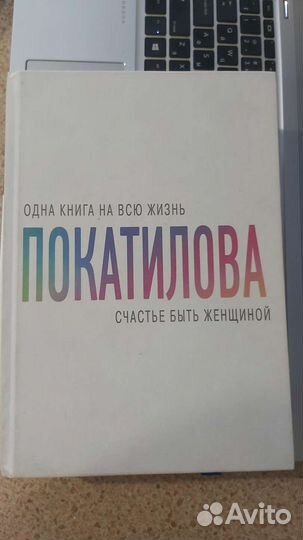 ОДНА КНИГА НА ВСЮ ЖИЗНЬ
ПОКАТИЛОВА
СЧАСТЬЕ БЫТЬ ЖЕНЩИНОЙ
Avito